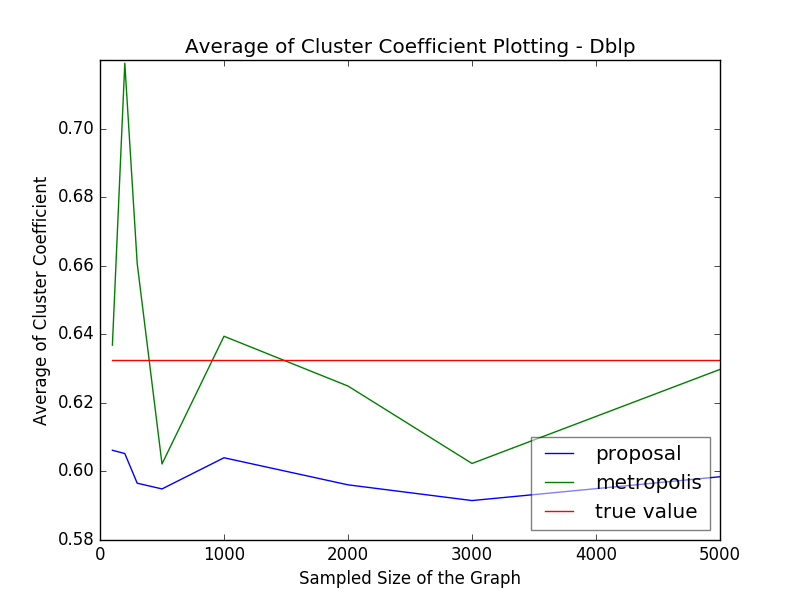 Average of Cluster Coefficient Plotting - Dblp
Average of Cluster Coefficient
0.70
0.68
0.66
0.64
0.62
0.60
0.58
proposal
metropolis
true value
0 1000 2000 3000 4000 5000
Sampled Size of the Graph